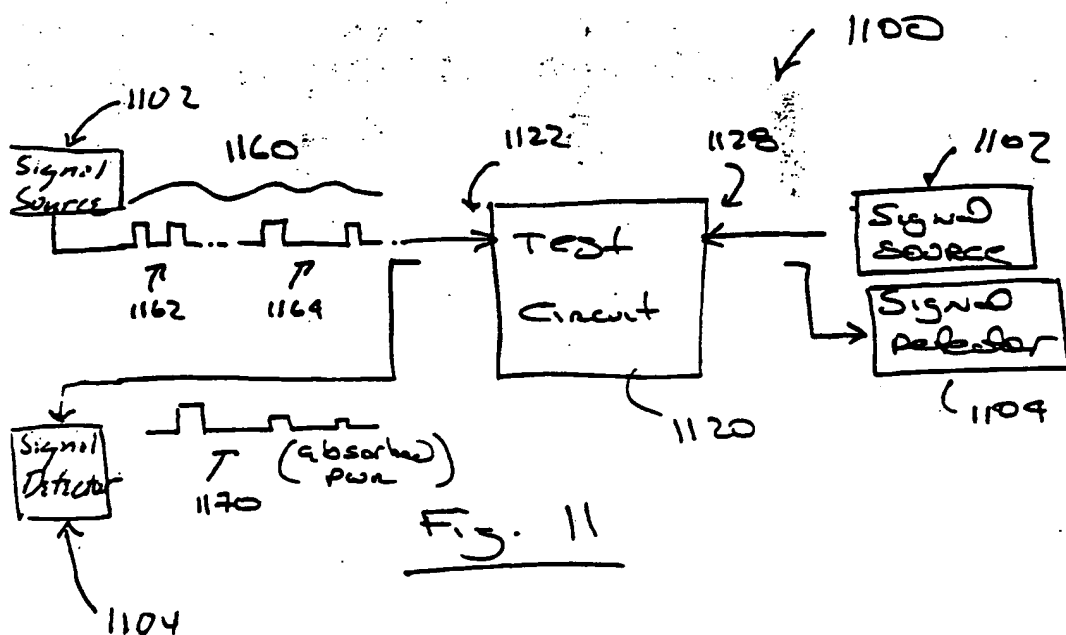 1100
1102
Signal
Source
1160
1122
1128
1102
Signal
SOURCE
Test
Circuit
1162
1164
Signal
Detector
1104
1120
Signal
Detector
1170
(absorbed
pwr)
Fig. 11
1104